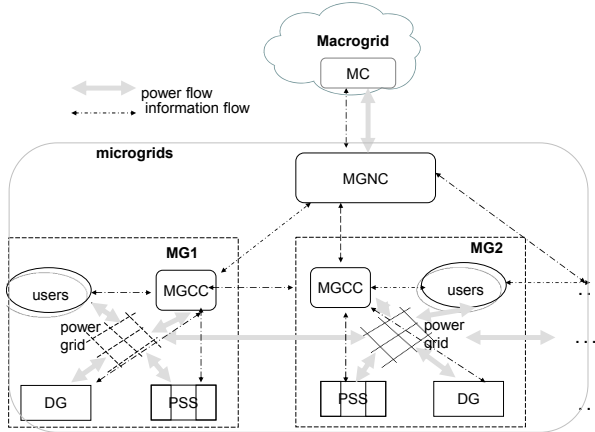 Macrogrid
MC
power flow
information flow
microgrids
MGNC
MG1
MG2
users
MGCC
MGCC
users
power
grid
power
grid
DG
PSS
PSS
DG
. .
. . .
. .